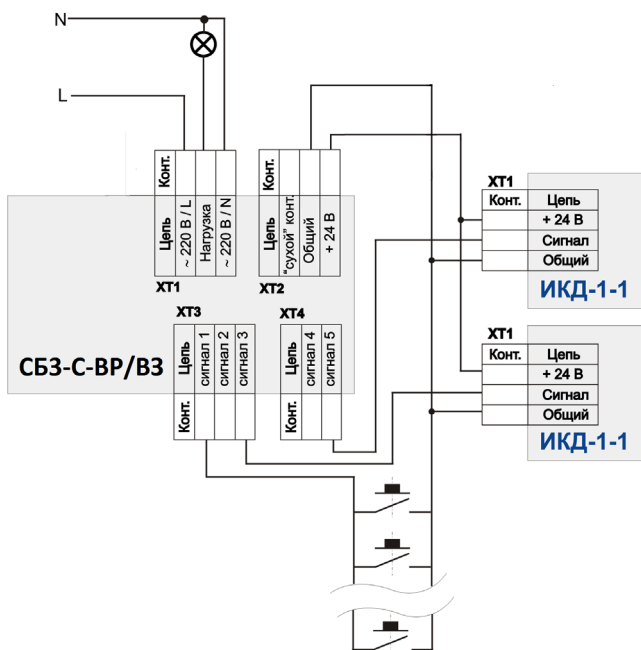 N
L
Конт.
Цепь
~ 220 В / L
Нагрузка
~ 220 В / N
XT1
Конт.
Цепь
"сухой" конт.
Общий
+ 24 В
XT2
XT1
Конт. Цепь
+ 24 В
Сигнал
Общий
ИКД-1-1
XT3
Цепь
сигнал 1
сигнал 2
сигнал 3
Конт.
XT4
Цепь
сигнал 4
сигнал 5
Конт.
СБЗ-С-ВР/ВЗ
XT1
Конт. Цепь
+ 24 В
Сигнал
Общий
ИКД-1-1